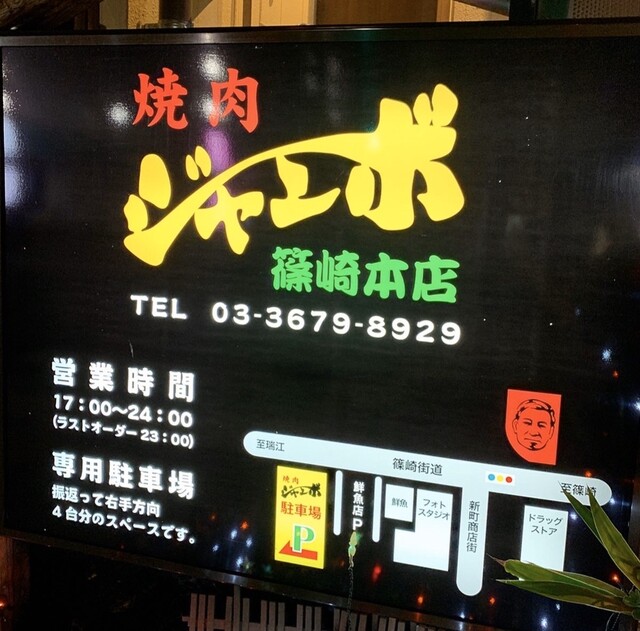 焼肉
ジャンボ
篠崎本店
TEL 03-3679-8929
営業時間
17:00〜24:00
(ラストオーダー23:00)
専用駐車場
振返って右手方向
4台分のスペースです。
至瑞江
篠崎街道
至篠崎
焼肉
ジャンボ
駐車場
P
鮮魚店P
鮮魚
フォト
スタジオ
新町商店街
ドラッグ
ストア